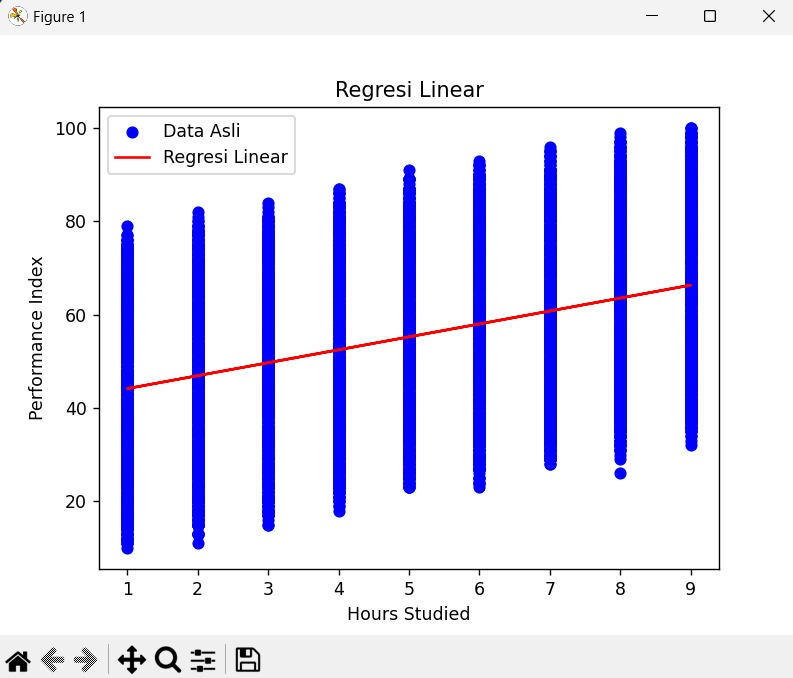 Figure 1
Regresi Linear
Data Asli
Regresi Linear
100
80
60
40
20
Performance Index
1 2 3 4 5 6 7 8 9
Hours Studied